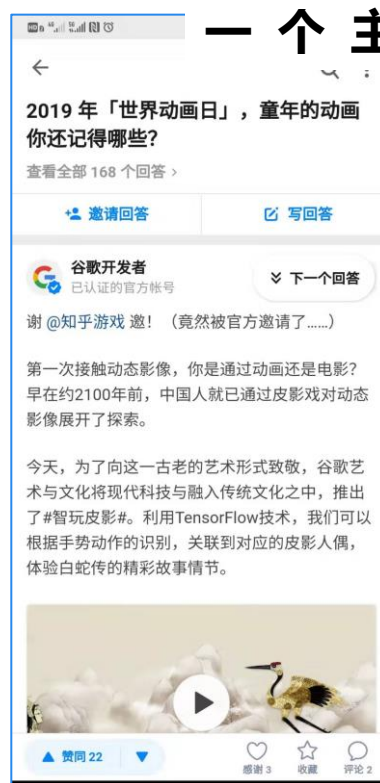 一个主
2019 年「世界动画日」，童年的动画
你还记得哪些？
查看全部 168 个回答 >
邀请回答
写回答
谷歌开发者
已认证的官方帐号
下一个回答
谢 @知乎游戏 邀！（竟然被官方邀请了……）
第一次接触动态影像，你是通过动画还是电影？
早在约2100年前，中国人就已通过皮影戏对动态
影像展开了探索。
今天，为了向这一古老的艺术形式致敬，谷歌艺
术与文化将现代科技与融入传统文化之中，推出
了#智玩皮影#。利用TensorFlow技术，我们可以
根据手势动作的识别，关联到对应的皮影人偶，
体验白蛇传的精彩故事情节。
赞同 22
感谢 3
收藏
评论 2